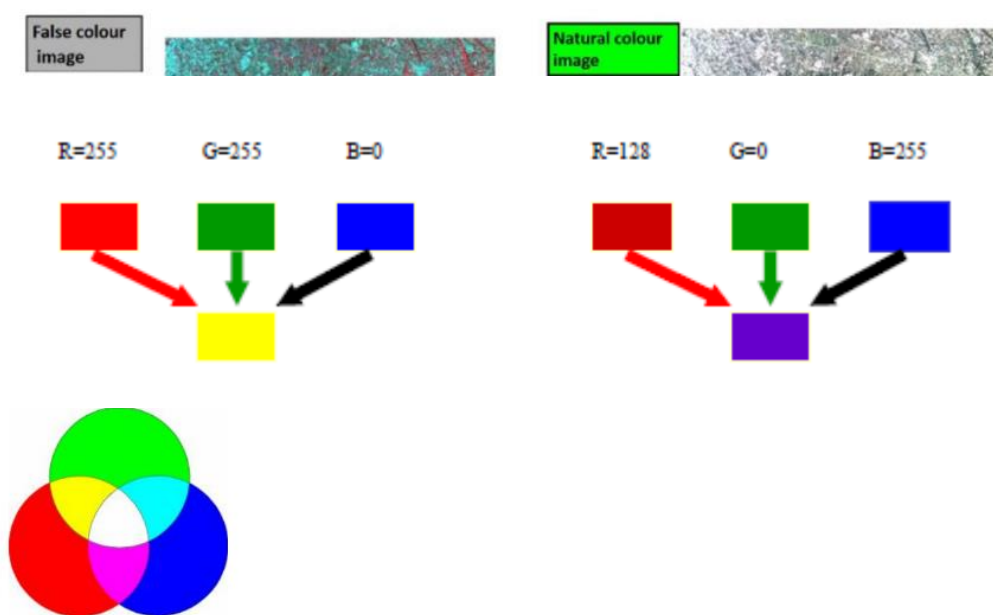 False colour
image
Natural colour
image
R=255 G=255 B=0
R=128 G=0 B=255